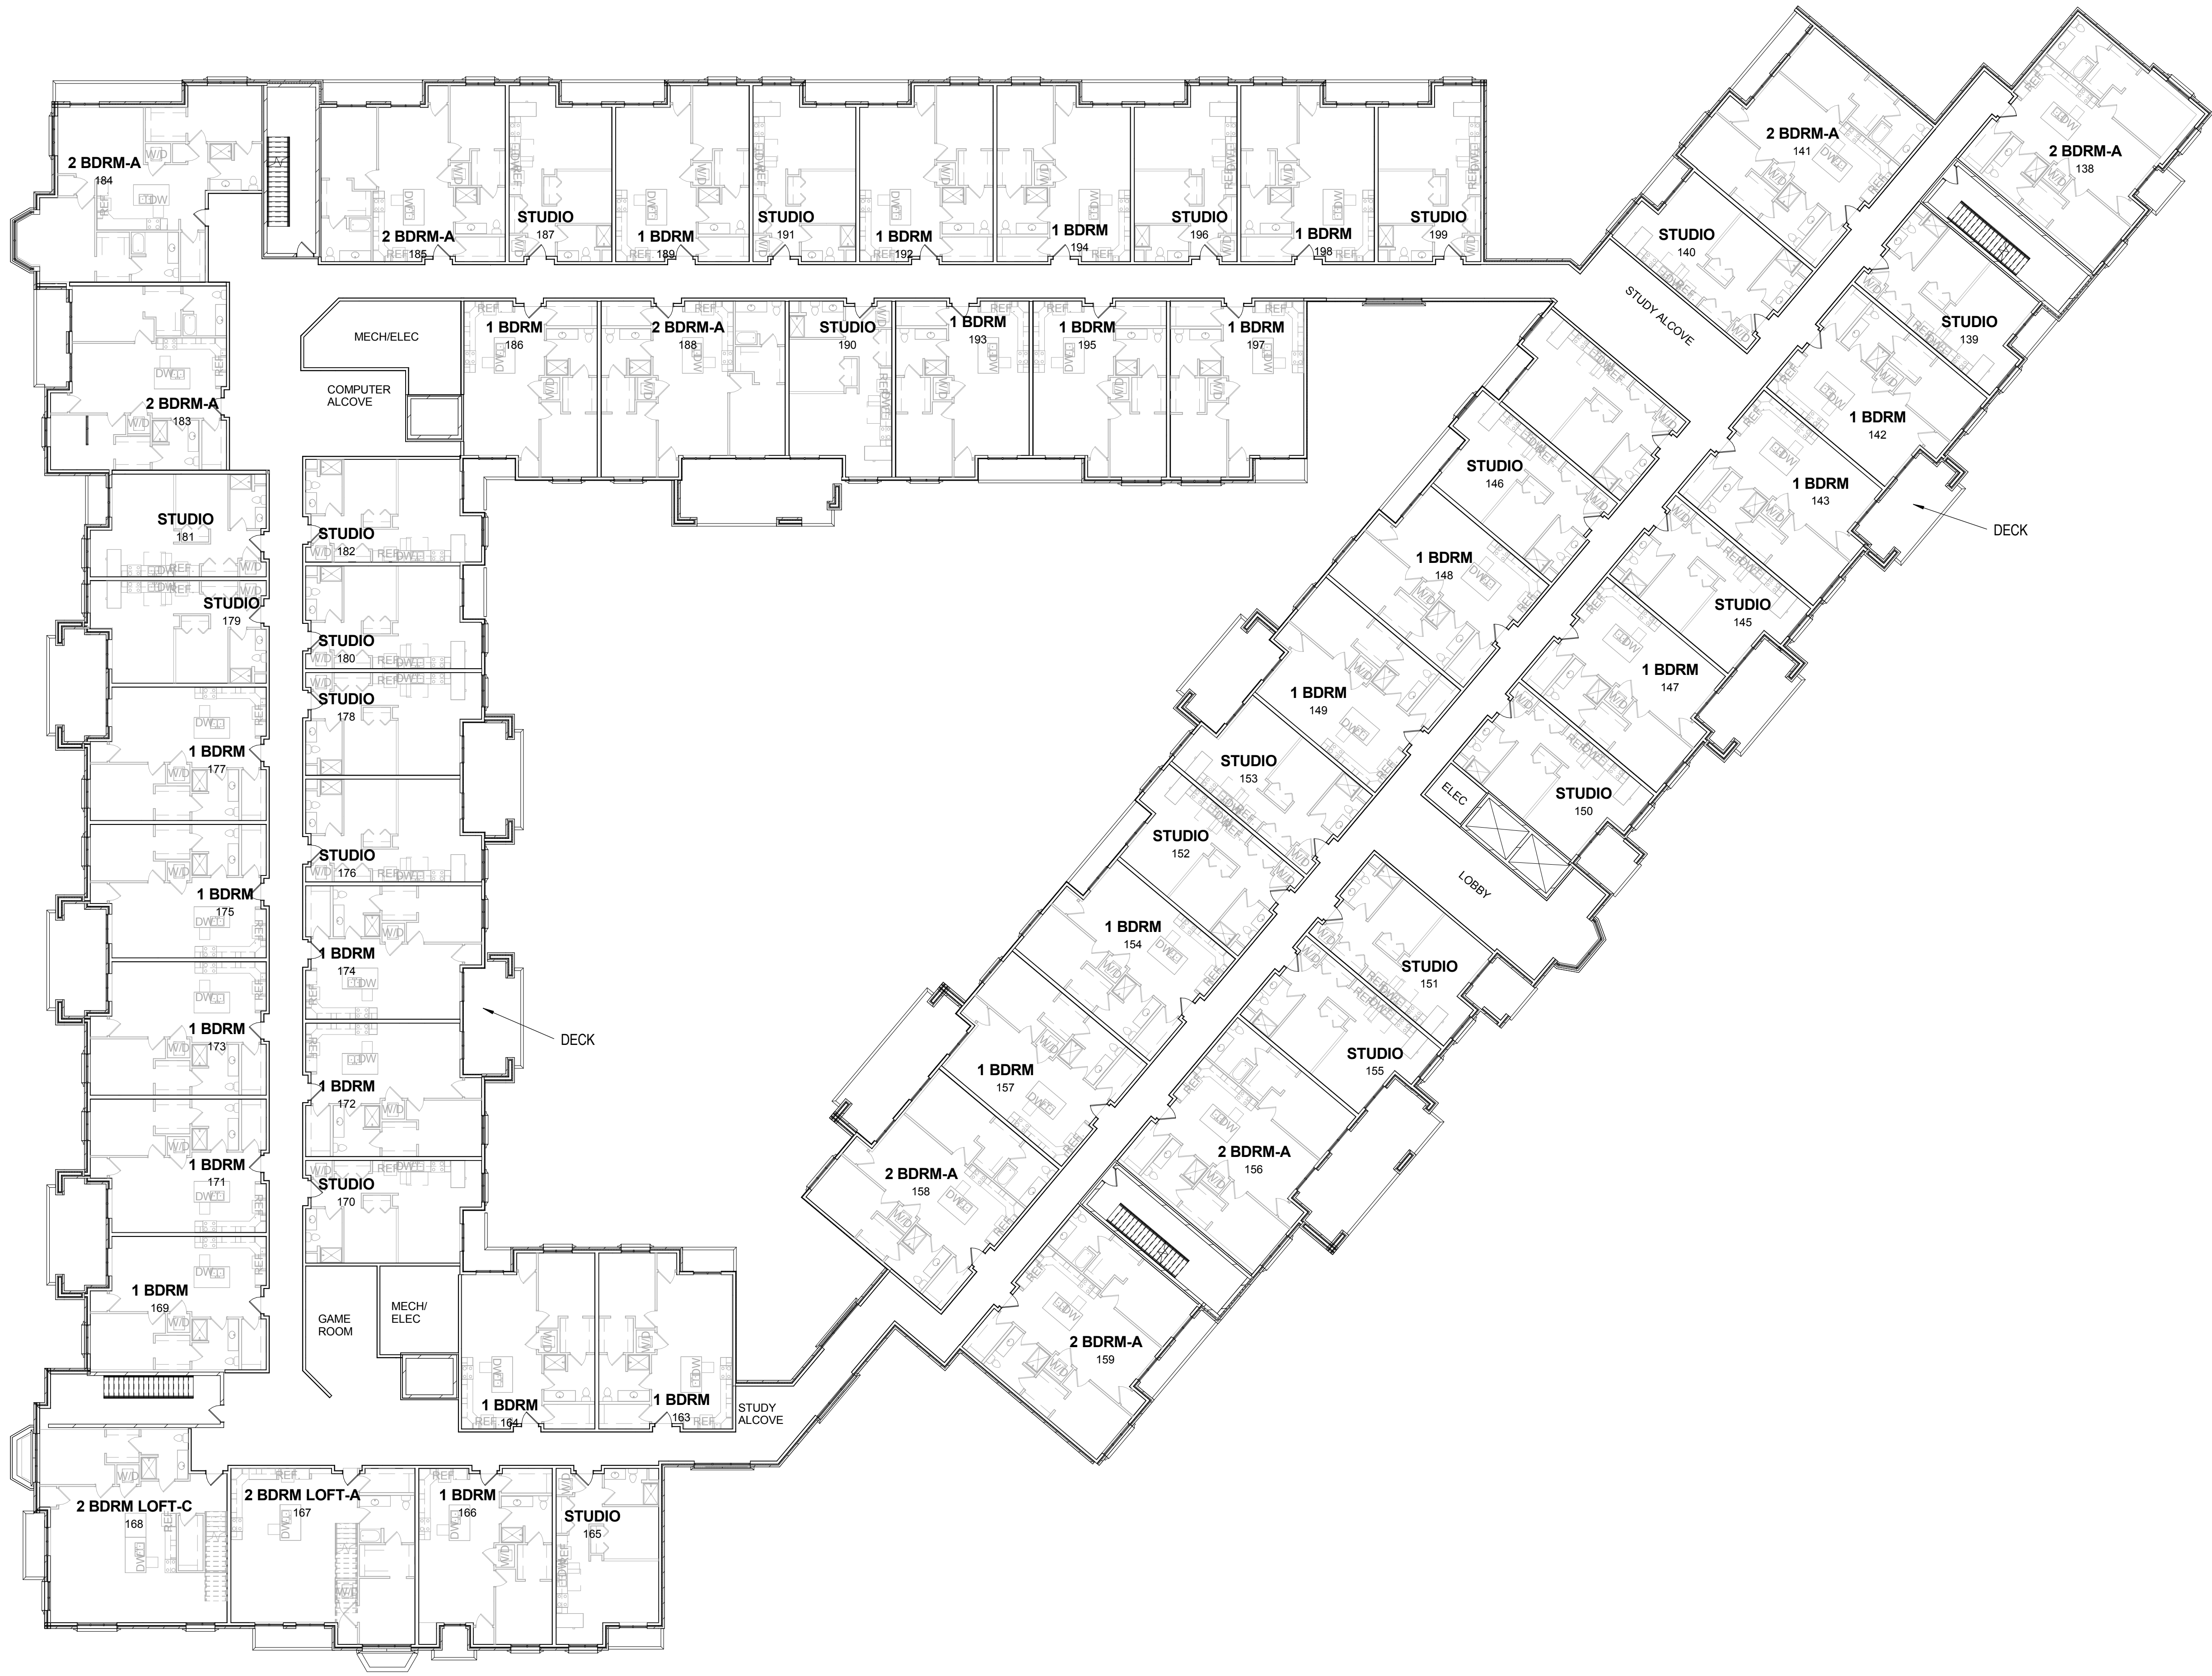 2 BDRM-A
184
2 BDRM-A
185
STUDIO
187
1 BDRM
189
STUDIO
191
1 BDRM
192
1 BDRM
194
STUDIO
196
1 BDRM
198
STUDIO
199
2 BDRM-A
141
2 BDRM-A
138
STUDIO
140
STUDY ALCOVE
STUDIO
139
MECH/ELEC
COMPUTER
ALCOVE
1 BDRM
186
2 BDRM-A
188
STUDIO
190
1 BDRM
193
1 BDRM
195
1 BDRM
197
2 BDRM-A
183
1 BDRM
142
1 BDRM
143
DECK
STUDIO
146
STUDIO
145
1 BDRM
148
1 BDRM
147
1 BDRM
149
STUDIO
150
ELEC
LOBBY
STUDIO
153
STUDIO
152
STUDIO
151
1 BDRM
154
STUDIO
155
1 BDRM
157
2 BDRM-A
156
2 BDRM-A
158
2 BDRM-A
159
STUDIO
181
STUDIO
182
STUDIO
179
STUDIO
180
STUDIO
178
1 BDRM
177
STUDIO
176
1 BDRM
175
1 BDRM
174
DECK
1 BDRM
173
1 BDRM
172
1 BDRM
171
STUDIO
170
1 BDRM
169
GAME
ROOM
MECH/
ELEC
1 BDRM
164
1 BDRM
163
STUDY
ALCOVE
2 BDRM LOFT-C
168
2 BDRM LOFT-A
167
1 BDRM
166
STUDIO
165
W/D
REF.
DW